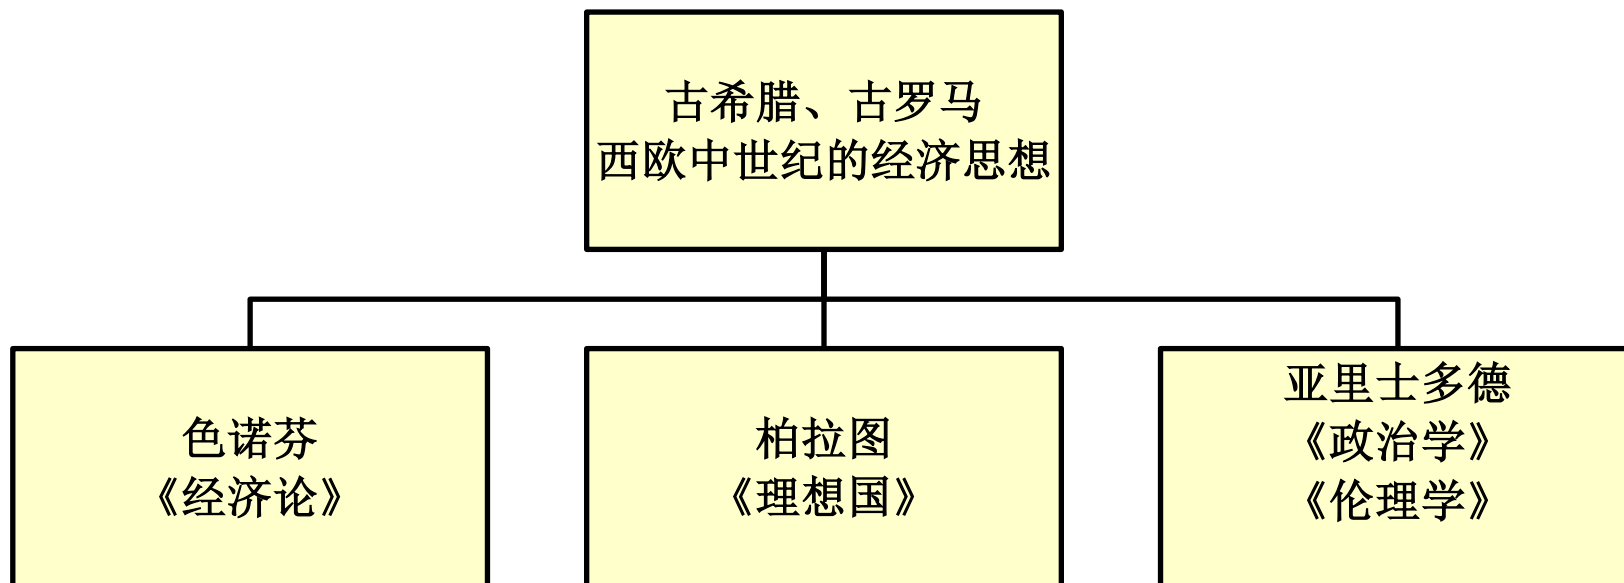 古希腊、古罗马
西欧中世纪的经济思想
色诺芬
《经济论》
柏拉图
《理想国》
亚里士多德
《政治学》
《伦理学》